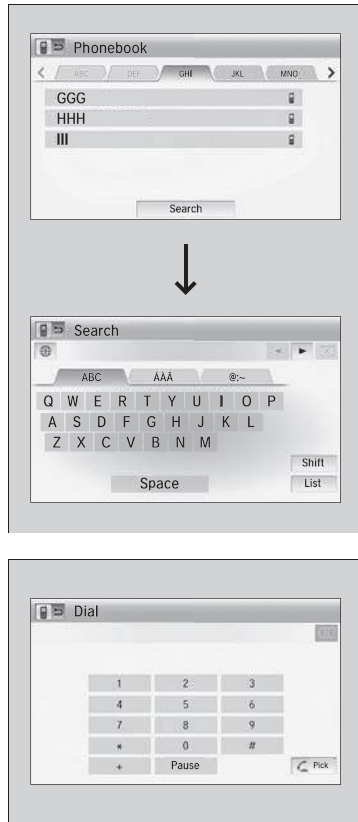 Phonebook
< ABC DEF GHI JKL MNO >
GGG
HHH
III
Search
Search
ABC ÁÀÂ @:~
Q W E R T Y U I O P
A S D F G H J K L
Z X C V B N M
Shift
Space List
Dial
1 2 3
4 5 6
7 8 9
* 0 #
+ Pause Pick